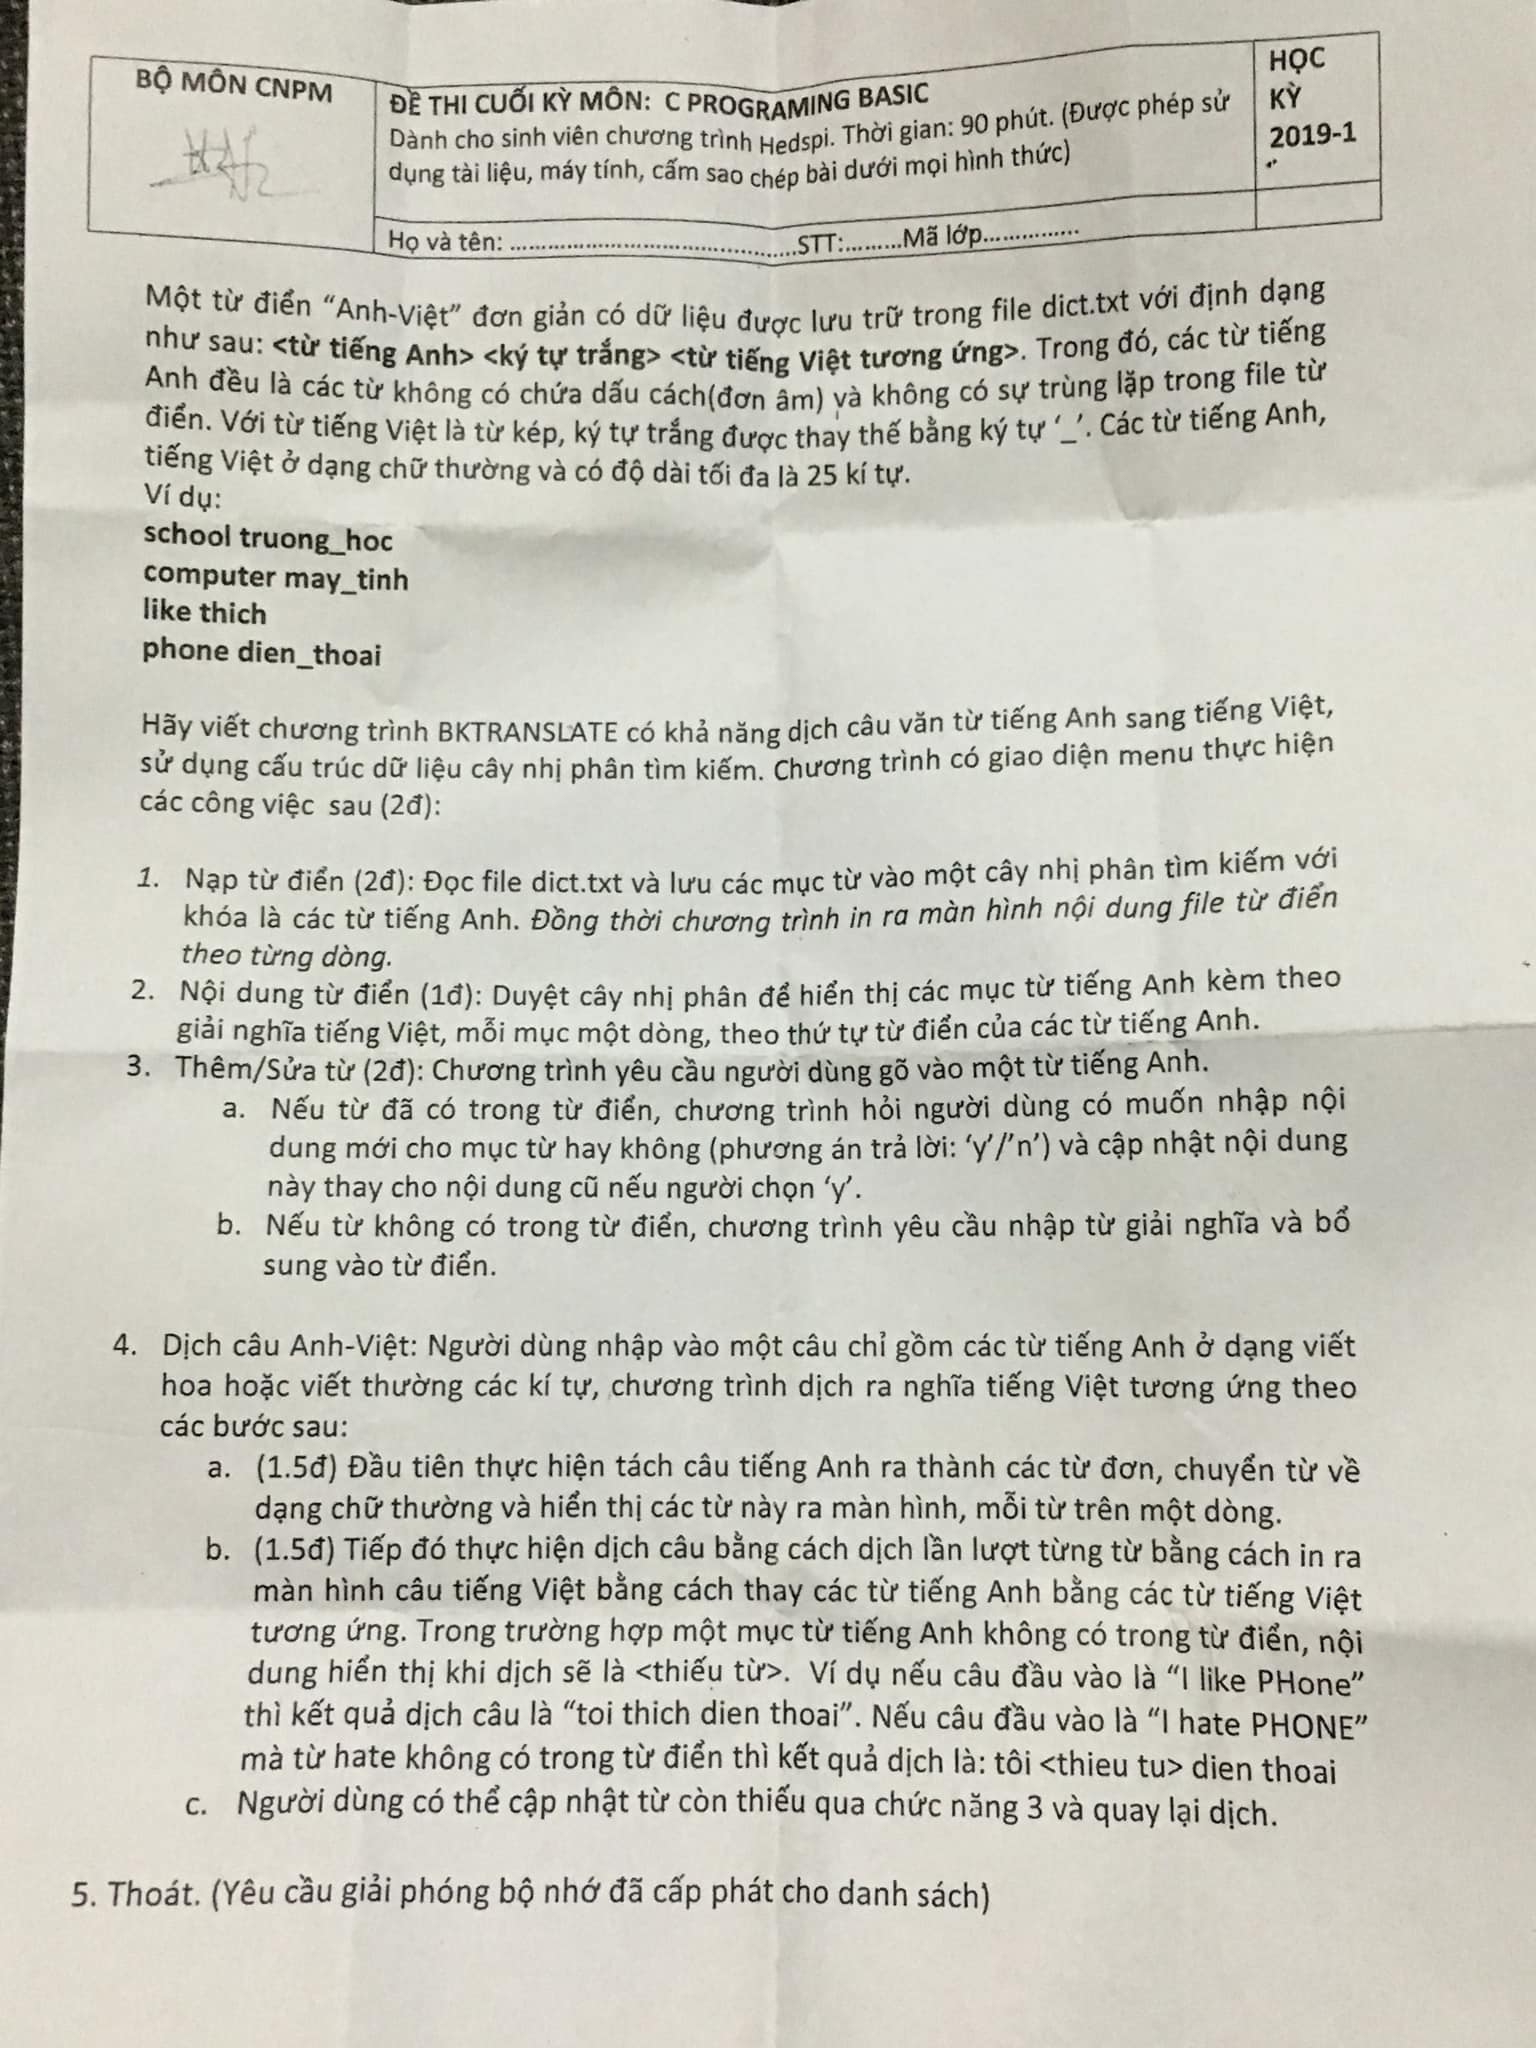 BỘ MÔN CNPM
ĐỀ THI CUỐI KỲ MÔN: C PROGRAMING BASIC
Dành cho sinh viên chương trình Hedspi. Thời gian: 90 phút. (Được phép sử
dụng tài liệu, máy tính, cấm sao chép bài dưới mọi hình thức)
HỌC
KỲ
2019-1
Họ và tên: ................................................STT:.........Mã lớp...............
Một từ điển “Anh-Việt” đơn giản có dữ liệu được lưu trữ trong file dict.txt với định dạng
như sau: <từ tiếng Anh> <ký tự trắng> <từ tiếng Việt tương ứng>. Trong đó, các từ tiếng
Anh đều là các từ không có chứa dấu cách(đơn âm) và không có sự trùng lặp trong file từ
điển. Với từ tiếng Việt là từ kép, ký tự trắng được thay thế bằng ký tự ‘_’. Các từ tiếng Anh,
tiếng Việt ở dạng chữ thường và có độ dài tối đa là 25 kí tự.
Ví dụ:
school truong_hoc
computer may_tinh
like thich
phone dien_thoai
Hãy viết chương trình BKTRANSLATE có khả năng dịch câu văn từ tiếng Anh sang tiếng Việt,
sử dụng cấu trúc dữ liệu cây nhị phân tìm kiếm. Chương trình có giao diện menu thực hiện
các công việc sau (2đ):
1. Nạp từ điển (2đ): Đọc file dict.txt và lưu các mục từ vào một cây nhị phân tìm kiếm với
khóa là các từ tiếng Anh. Đồng thời chương trình in ra màn hình nội dung file từ điển
theo từng dòng.
2. Nội dung từ điển (1đ): Duyệt cây nhị phân để hiển thị các mục từ tiếng Anh kèm theo
giải nghĩa tiếng Việt, mỗi mục một dòng, theo thứ tự từ điển của các từ tiếng Anh.
3. Thêm/Sửa từ (2đ): Chương trình yêu cầu người dùng gõ vào một từ tiếng Anh.
a. Nếu từ đã có trong từ điển, chương trình hỏi người dùng có muốn nhập nội
dung mới cho mục từ hay không (phương án trả lời: ‘y’/’n’) và cập nhật nội dung
này thay cho nội dung cũ nếu người chọn ‘y’.
b. Nếu từ không có trong từ điển, chương trình yêu cầu nhập từ giải nghĩa và bổ
sung vào từ điển.
4. Dịch câu Anh-Việt: Người dùng nhập vào một câu chỉ gồm các từ tiếng Anh ở dạng viết
hoa hoặc viết thường các kí tự, chương trình dịch ra nghĩa tiếng Việt tương ứng theo
các bước sau:
a. (1.5đ) Đầu tiên thực hiện tách câu tiếng Anh ra thành các từ đơn, chuyển từ về
dạng chữ thường và hiển thị các từ này ra màn hình, mỗi từ trên một dòng.
b. (1.5đ) Tiếp đó thực hiện dịch câu bằng cách dịch lần lượt từng từ bằng cách in ra
màn hình câu tiếng Việt bằng cách thay các từ tiếng Anh bằng các từ tiếng Việt
tương ứng. Trong trường hợp một mục từ tiếng Anh không có trong từ điển, nội
dung hiển thị khi dịch sẽ là <thiếu từ>. Ví dụ nếu câu đầu vào là “I like PHone”
thì kết quả dịch câu là “toi thich dien thoai”. Nếu câu đầu vào là “I hate PHONE”
mà từ hate không có trong từ điển thì kết quả dịch là: tôi <thieu tu> dien thoai
c. Người dùng có thể cập nhật từ còn thiếu qua chức năng 3 và quay lại dịch.
5. Thoát. (Yêu cầu giải phóng bộ nhớ đã cấp phát cho danh sách)